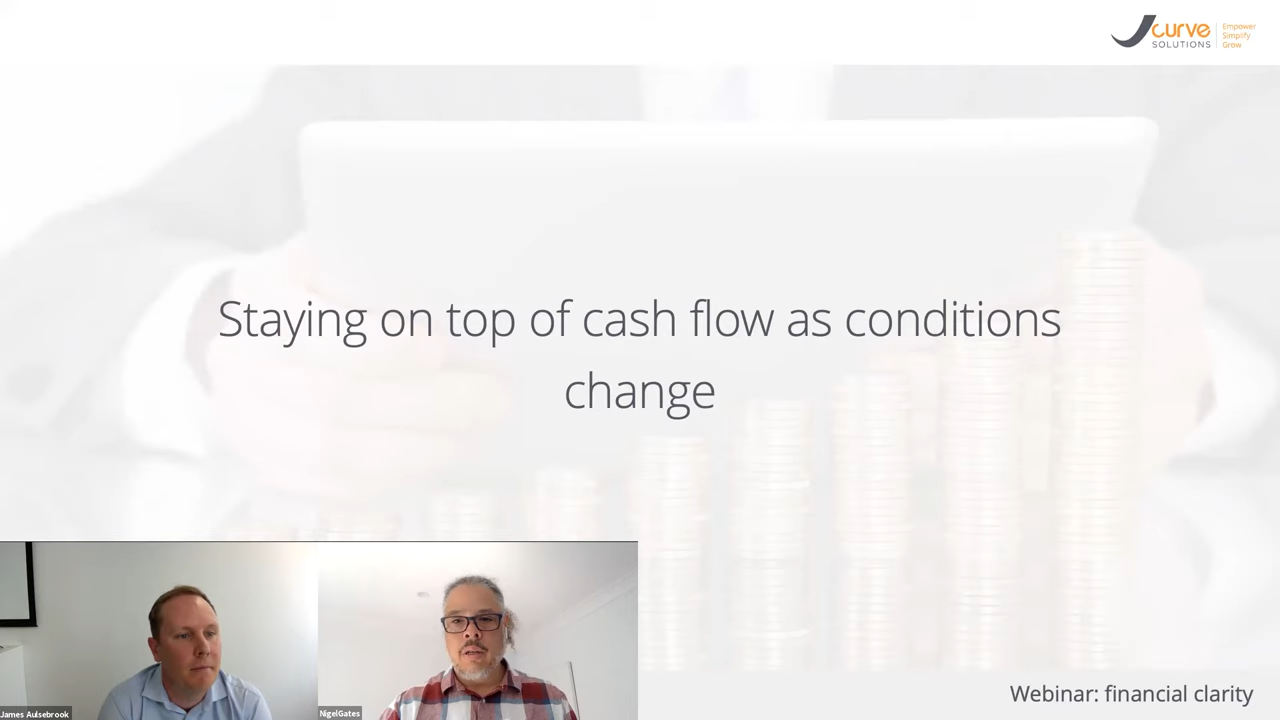 Jcurve
SOLUTIONS
Empower
Simplify
Grow
Staying on top of cash flow as conditions
change
James Aulsebrook
NigelGates
Webinar: financial clarity